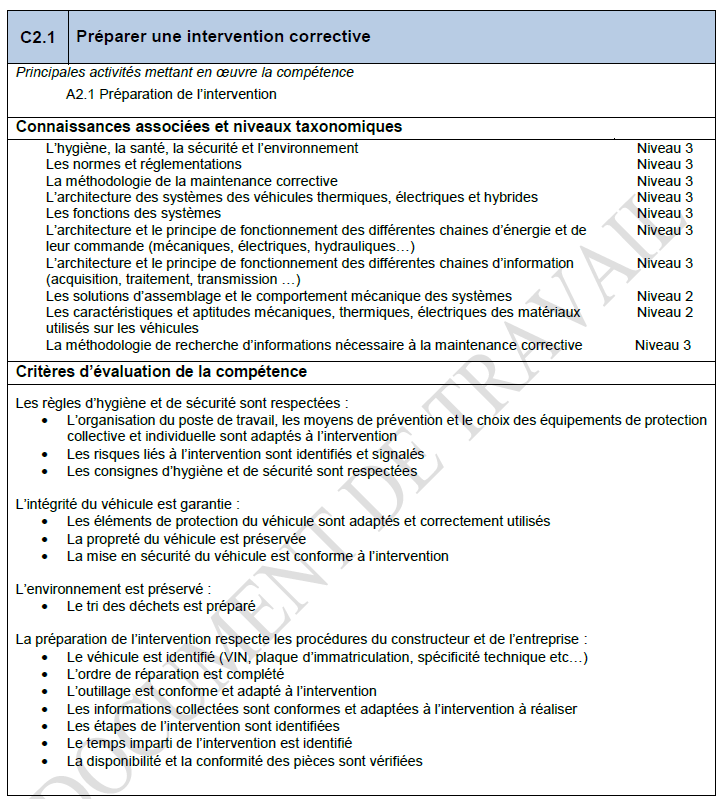 C2.1 Préparer une intervention corrective
Principales activités mettant en œuvre la compétence
A2.1 Préparation de l'intervention
Connaissances associées et niveaux taxonomiques
L'hygiène, la santé, la sécurité et l'environnement Niveau 3
Les normes et réglementations Niveau 3
La méthodologie de la maintenance corrective Niveau 3
L'architecture des systèmes des véhicules thermiques, électriques et hybrides Niveau 3
Les fonctions des systèmes Niveau 3
L'architecture et le principe de fonctionnement des différentes chaines d'énergie et de Niveau 3
leur commande (mécaniques, électriques, hydrauliques…)
L'architecture et le principe de fonctionnement des différentes chaines d'information Niveau 3
(acquisition, traitement, transmission …)
Les solutions d'assemblage et le comportement mécanique des systèmes Niveau 2
Les caractéristiques et aptitudes mécaniques, thermiques, électriques des matériaux Niveau 2
utilisés sur les véhicules
La méthodologie de recherche d'informations nécessaire à la maintenance corrective Niveau 3
Critères d'évaluation de la compétence
Les règles d'hygiène et de sécurité sont respectées :
• L'organisation du poste de travail, les moyens de prévention et le choix des équipements de protection
collective et individuelle sont adaptés à l'intervention
• Les risques liés à l'intervention sont identifiés et signalés
• Les consignes d'hygiène et de sécurité sont respectées
L'intégrité du véhicule est garantie :
• Les éléments de protection du véhicule sont adaptés et correctement utilisés
• La propreté du véhicule est préservée
• La mise en sécurité du véhicule est conforme à l'intervention
L'environnement est préservé :
• Le tri des déchets est préparé
La préparation de l'intervention respecte les procédures du constructeur et de l'entreprise :
• Le véhicule est identifié (VIN, plaque d'immatriculation, spécificité technique etc…)
• L'ordre de réparation est complété
• L'outillage est conforme et adapté à l'intervention
• Les informations collectées sont conformes et adaptées à l'intervention à réaliser
• Les étapes de l'intervention sont identifiées
• Le temps imparti de l'intervention est identifié
• La disponibilité et la conformité des pièces sont vérifiées
DOCUMENT DE TRAVAIL